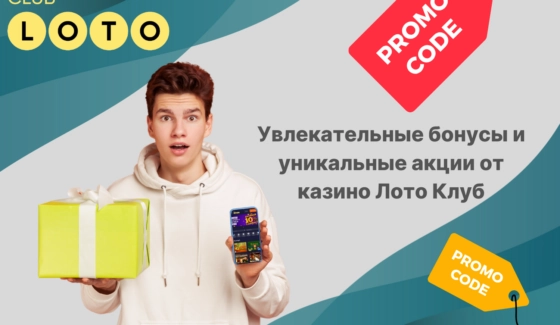 CLUB
LOTO
PROMO
CODE
Увлекательные бонусы и
уникальные акции от
казино Лото Клуб
PROMO
CODE